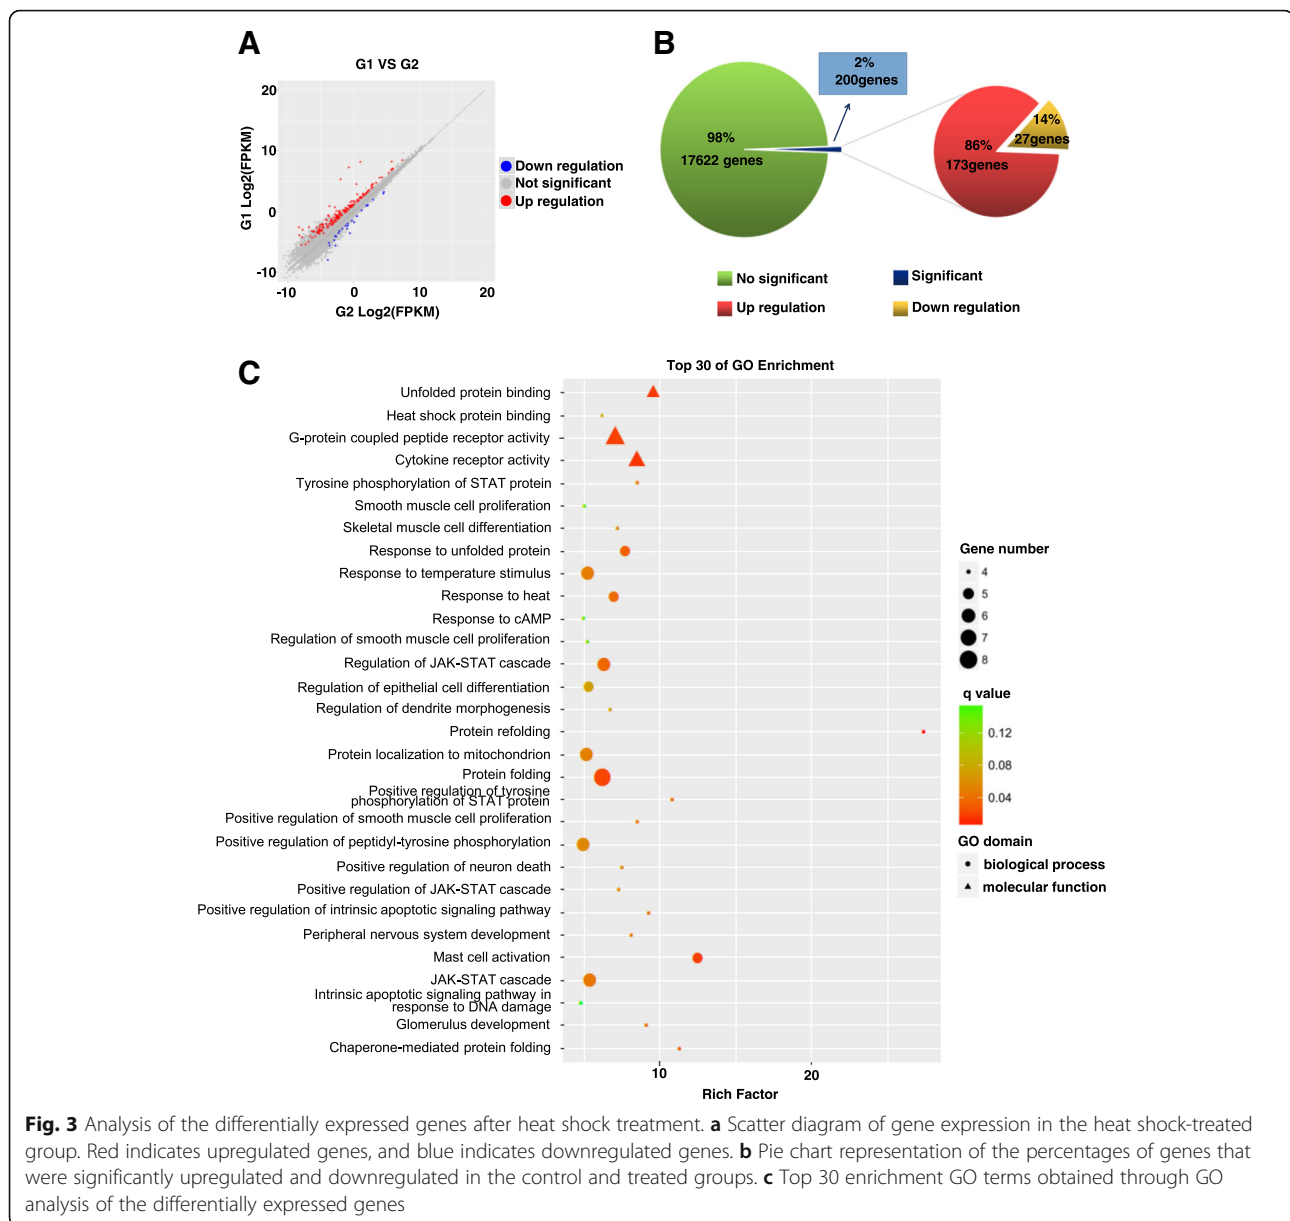 A
G1 VS G2
20
10
0
-10
G1 Log2(FPKM)
-10 0 10 20
G2 Log2(FPKM)
Down regulation
Not significant
Up regulation
B
2%
200genes
98%
17622 genes
86%
173genes
14%
27genes
No significant
Significant
Up regulation
Down regulation
C
Top 30 of GO Enrichment
Unfolded protein binding
Heat shock protein binding
G-protein coupled peptide receptor activity
Cytokine receptor activity
Tyrosine phosphorylation of STAT protein
Smooth muscle cell proliferation
Skeletal muscle cell differentiation
Response to unfolded protein
Response to temperature stimulus
Response to heat
Response to cAMP
Regulation of smooth muscle cell proliferation
Regulation of JAK-STAT cascade
Regulation of epithelial cell differentiation
Regulation of dendrite morphogenesis
Protein refolding
Protein localization to mitochondrion
Protein folding
Positive regulation of tyrosine
phosphorylation of STAT protein
Positive regulation of smooth muscle cell proliferation
Positive regulation of peptidyl-tyrosine phosphorylation
Positive regulation of neuron death
Positive regulation of JAK-STAT cascade
Positive regulation of intrinsic apoptotic signaling pathway
Peripheral nervous system development
Mast cell activation
JAK-STAT cascade
Intrinsic apoptotic signaling pathway in
response to DNA damage
Glomerulus development
Chaperone-mediated protein folding
10 20
Rich Factor
Gene number
4
5
6
7
8
q value
0.12
0.08
0.04
GO domain
biological process
molecular function
Fig. 3 Analysis of the differentially expressed genes after heat shock treatment. a Scatter diagram of gene expression in the heat shock-treated
group. Red indicates upregulated genes, and blue indicates downregulated genes. b Pie chart representation of the percentages of genes that
were significantly upregulated and downregulated in the control and treated groups. c Top 30 enrichment GO terms obtained through GO
analysis of the differentially expressed genes